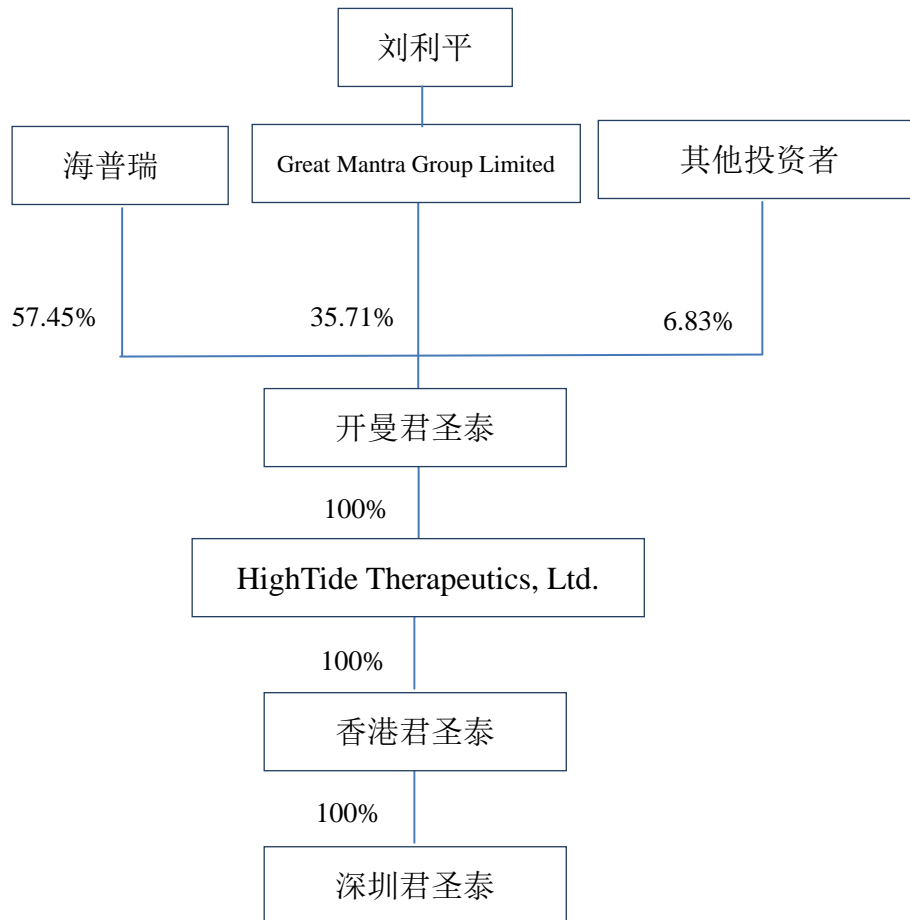 刘利平
海普瑞
Great Mantra Group Limited
其他投资者
57.45%
35.71%
6.83%
开曼君圣泰
100%
HighTide Therapeutics, Ltd.
100%
香港君圣泰
100%
深圳君圣泰